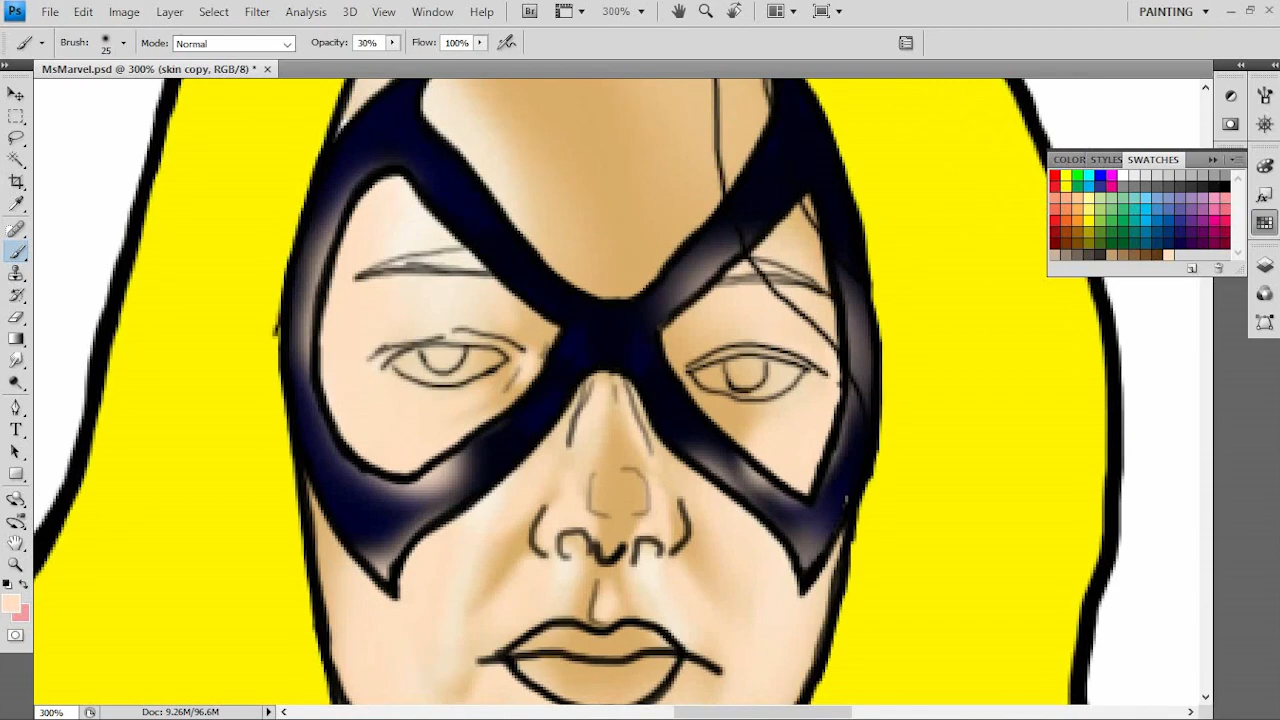 Ps File Edit Image Layer Select Filter Analysis 3D View Window Help Br 300% PAINTING
Brush: 25 Mode: Normal Opacity: 30% Flow: 100%
MsMarvel.psd @ 300% (skin copy, RGB/8) * ×
COLOR STYLES SWATCHES
T
300% Doc: 9.26M/96.6M